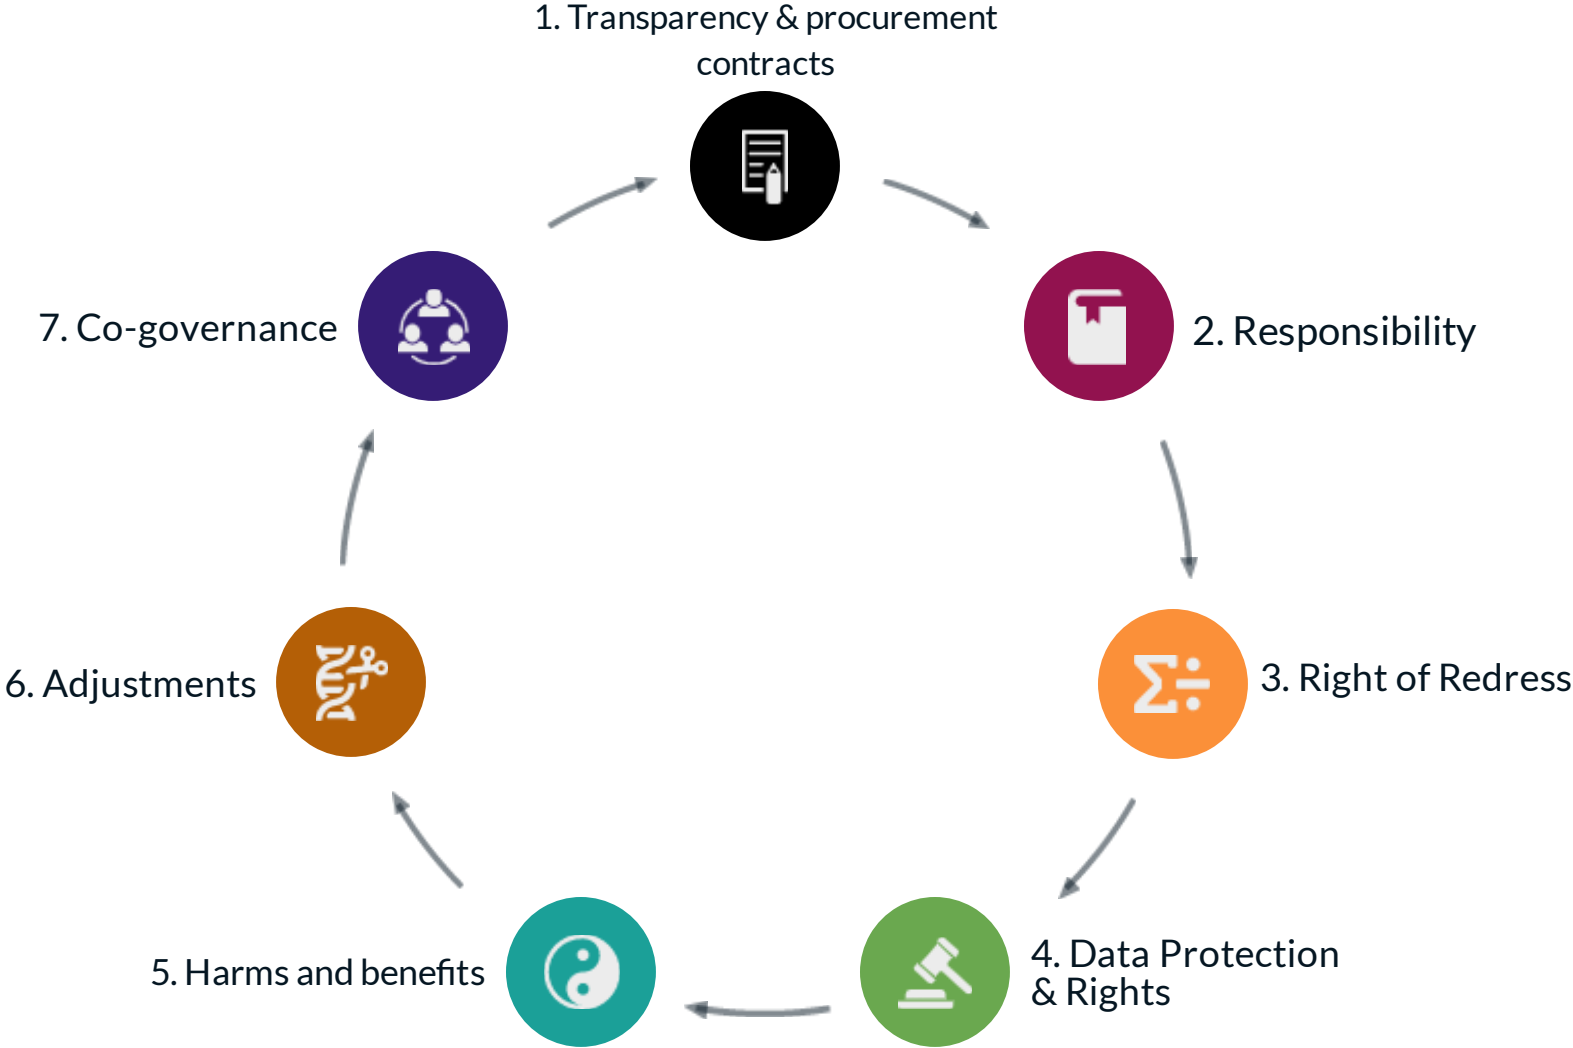 1. Transparency & procurement
contracts
2. Responsibility
3. Right of Redress
4. Data Protection
& Rights
5. Harms and benefits
6. Adjustments
7. Co-governance